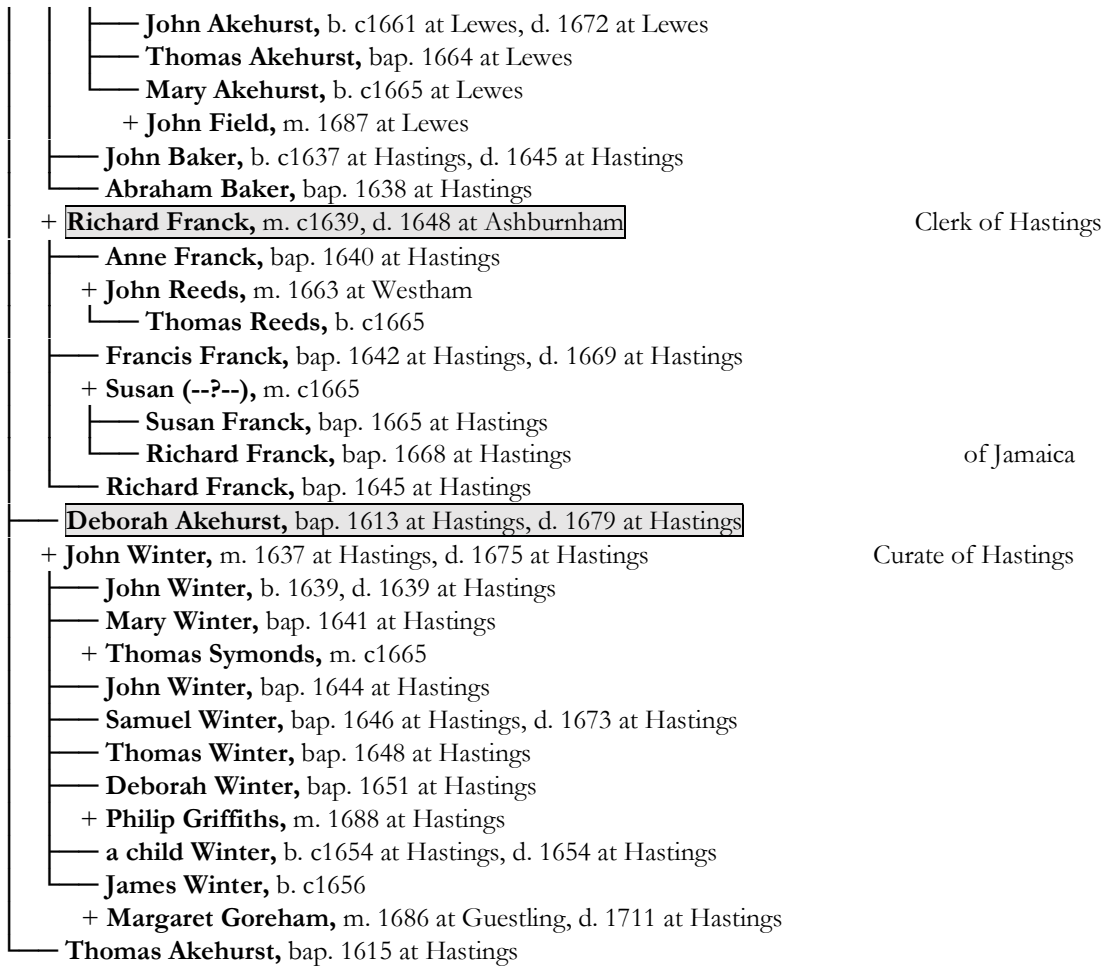 John Akehurst, b. c1661 at Lewes, d. 1672 at Lewes
Thomas Akehurst, bap. 1664 at Lewes
Mary Akehurst, b. c1665 at Lewes
+ John Field, m. 1687 at Lewes
John Baker, b. c1637 at Hastings, d. 1645 at Hastings
Abraham Baker, bap. 1638 at Hastings
+ Richard Franck, m. c1639, d. 1648 at Ashburnham Clerk of Hastings
Anne Franck, bap. 1640 at Hastings
+ John Reeds, m. 1663 at Westham
Thomas Reeds, b. c1665
Francis Franck, bap. 1642 at Hastings, d. 1669 at Hastings
+ Susan (--?--), m. c1665
Susan Franck, bap. 1665 at Hastings
Richard Franck, bap. 1668 at Hastings of Jamaica
Richard Franck, bap. 1645 at Hastings
Deborah Akehurst, bap. 1613 at Hastings, d. 1679 at Hastings
+ John Winter, m. 1637 at Hastings, d. 1675 at Hastings Curate of Hastings
John Winter, b. 1639, d. 1639 at Hastings
Mary Winter, bap. 1641 at Hastings
+ Thomas Symonds, m. c1665
John Winter, bap. 1644 at Hastings
Samuel Winter, bap. 1646 at Hastings, d. 1673 at Hastings
Thomas Winter, bap. 1648 at Hastings
Deborah Winter, bap. 1651 at Hastings
+ Philip Griffiths, m. 1688 at Hastings
a child Winter, b. c1654 at Hastings, d. 1654 at Hastings
James Winter, b. c1656
+ Margaret Goreham, m. 1686 at Guestling, d. 1711 at Hastings
Thomas Akehurst, bap. 1615 at Hastings